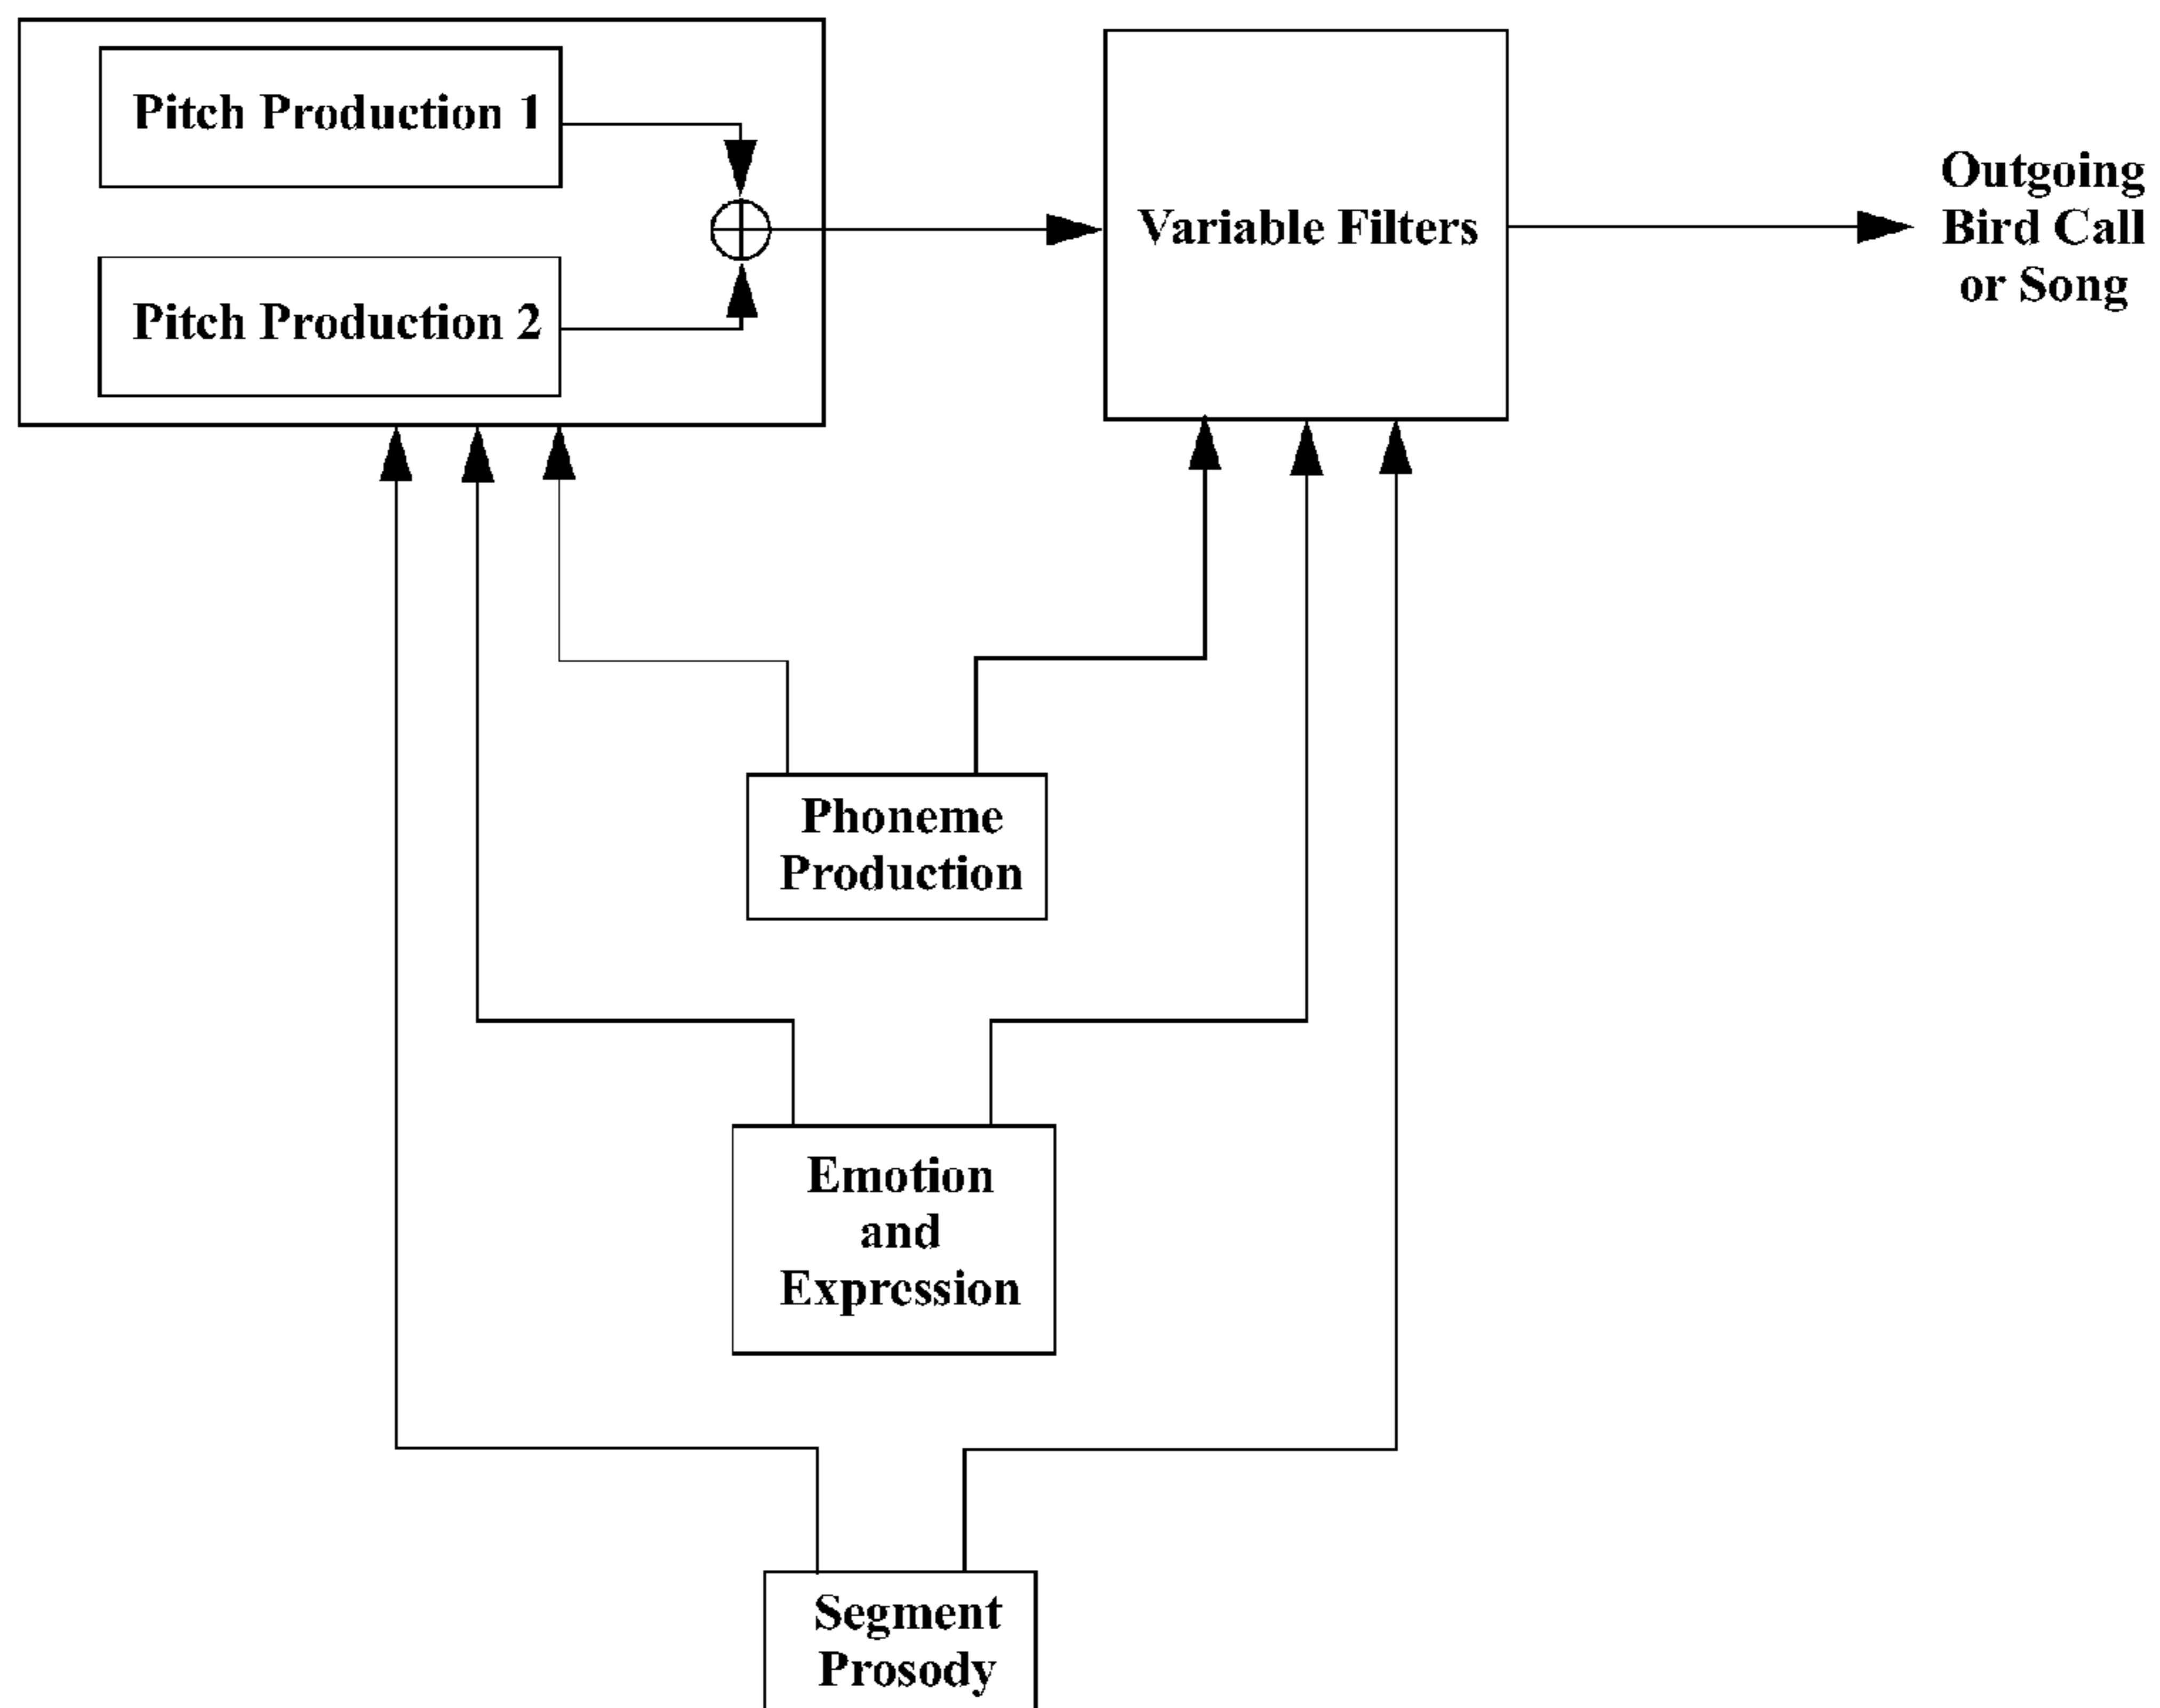 Pitch Production 1
Pitch Production 2
Variable Filters
Outgoing
Bird Call
or Song
Phoneme
Production
Emotion
and
Expression
Segment
Prosody